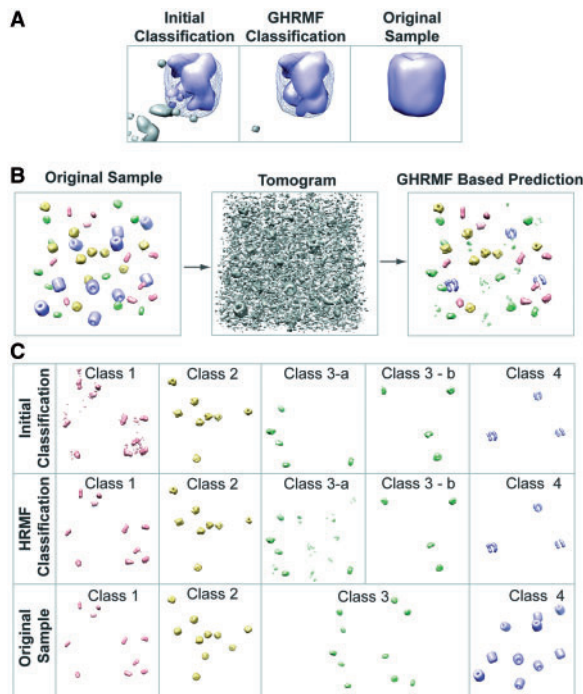 A
Initial Classification
GHRMF Classification
Original Sample
B
Original Sample
Tomogram
GHRMF Based Prediction
C
Initial Classification
Class 1
Class 2
Class 3-a
Class 3 - b
Class 4
HRMF Classification
Class 1
Class 2
Class 3-a
Class 3 - b
Class 4
Original Sample
Class 1
Class 2
Class 3
Class 4